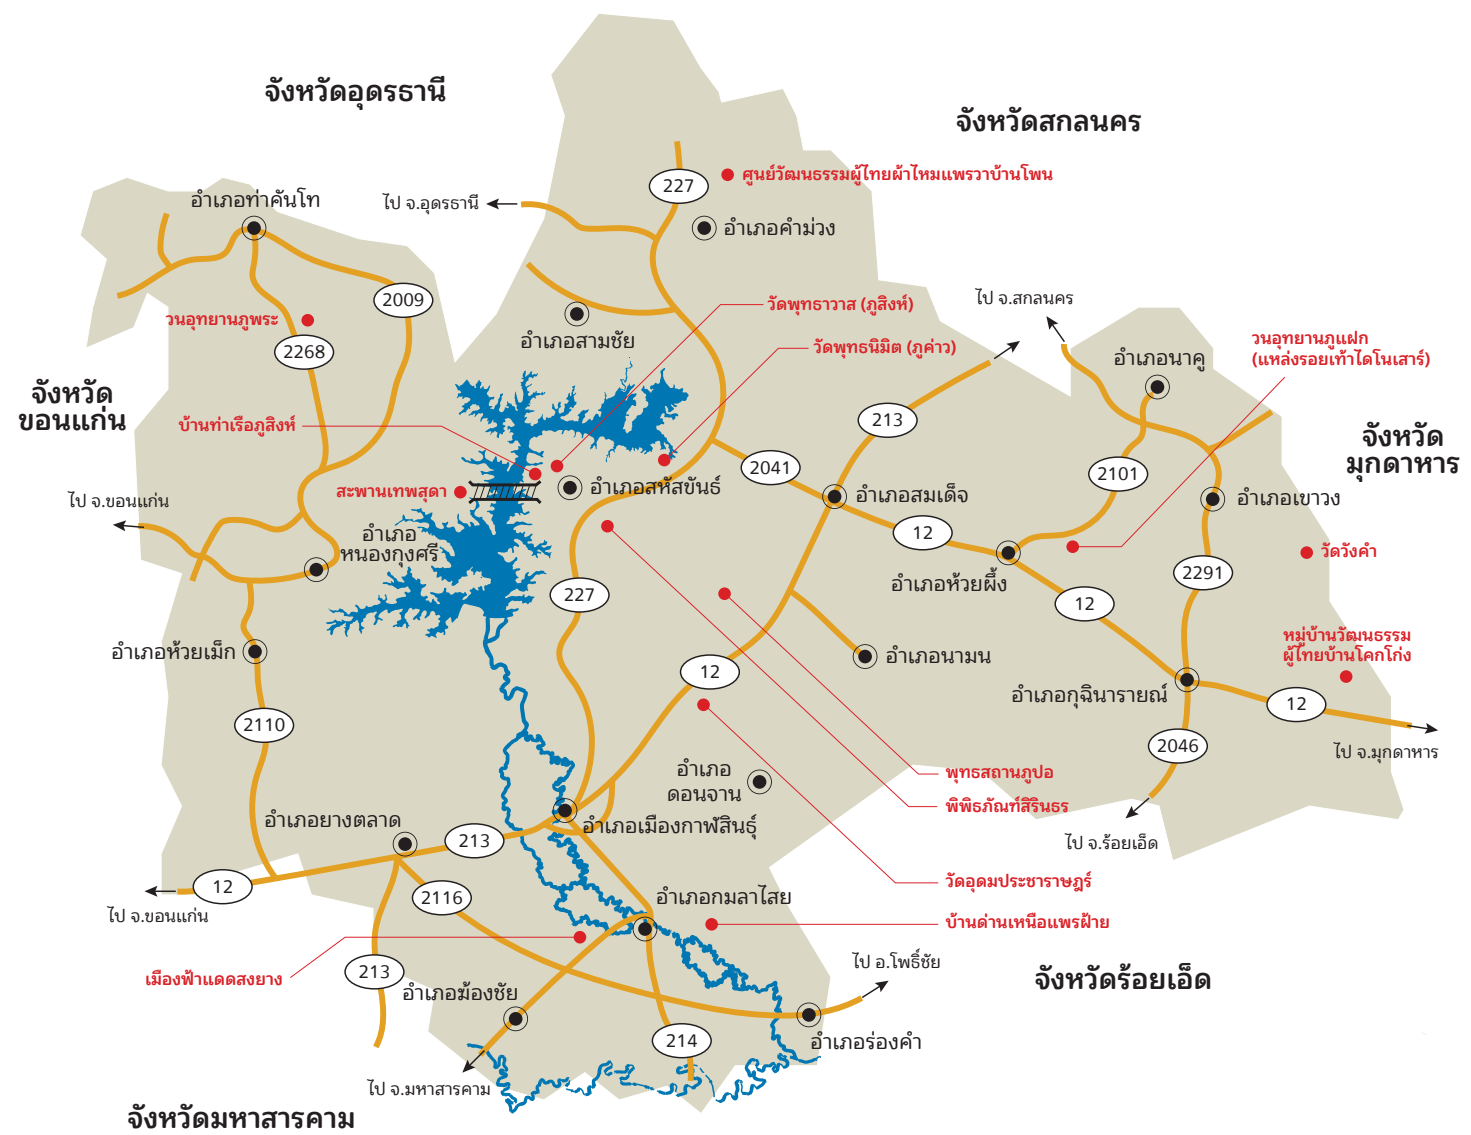 จังหวัดอุดรธานี
จังหวัดสกลนคร
ศูนย์วัฒนธรรมผู้ไทยผ้าไหมแพรวาบ้านโพน
227
อำเภอท่าคันโท
ไป จ.อุดรธานี
อำเภอคำม่วง
2009
ไป จ.สกลนคร
วัดพุทธาวาส (ภูสิงห์)
วนอุทยานภูพระ
อำเภอสามชัย
วนอุทยานภูแฝก
(แหล่งรอยเท้าไดโนเสาร์)
2268
วัดพุทธนิมิต (ภูค่าว)
อำเภอนาคู
จังหวัด
ขอนแก่น
213
บ้านท่าเรือภูสิงห์
จังหวัด
มุกดาหาร
2041
2101
สะพานเทพสุดา
อำเภอสหัสขันธ์
อำเภอสมเด็จ
อำเภอเขาวง
ไป จ.ขอนแก่น
อำเภอ
หนองกุงศรี
12
วัดวังคำ
อำเภอห้วยผึ้ง
2291
227
12
หมู่บ้านวัฒนธรรม
ผู้ไทยบ้านโคกโก่ง
อำเภอห้วยเม็ก
อำเภอนามน
12
อำเภอกุฉินารายณ์
12
2110
2046
ไป จ.มุกดาหาร
อำเภอ
ดอนจาน
พุทธสถานภูปอ
พิพิธภัณฑ์สิรินธร
อำเภอยางตลาด
213
อำเภอเมืองกาฬสินธุ์
ไป จ.ร้อยเอ็ด
12
2116
วัดอุดมประชาราษฎร์
ไป จ.ขอนแก่น
อำเภอกมลาไสย
บ้านด่านเหนือแพรฝ้าย
เมืองฟ้าแดดสงยาง
213
ไป อ.โพธิ์ชัย
จังหวัดร้อยเอ็ด
อำเภอฆ้องชัย
214
อำเภอร่องคำ
ไป จ.มหาสารคาม
จังหวัดมหาสารคาม